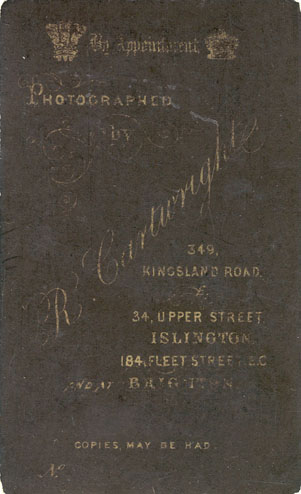 By Appointment
PHOTOGRAPHED
by
R. Cartwright
349,
KINGSLAND ROAD.
&
34, UPPER STREET
ISLINGTON.
184, FLEET STREET. E.C
AND AT BRIGHTON.
COPIES, MAY BE HAD.
No